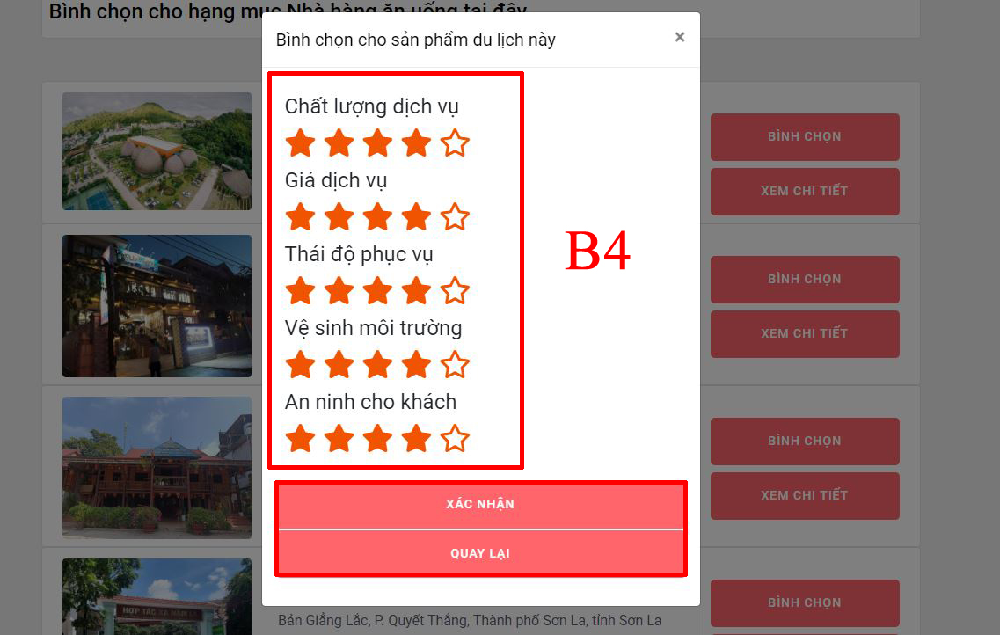 Bình chọn cho hạng mục Nhà hàng ăn uống tại đây
Bình chọn cho sản phẩm du lịch này
×
Chất lượng dịch vụ
Giá dịch vụ
Thái độ phục vụ
Vệ sinh môi trường
An ninh cho khách
B4
XÁC NHẬN
QUAY LẠI
BÌNH CHỌN
XEM CHI TIẾT
BÌNH CHỌN
XEM CHI TIẾT
BÌNH CHỌN
XEM CHI TIẾT
HỢP TÁC XÃ NẬM LA
Bản Giảng Lắc, P. Quyết Thắng, Thành phố Sơn La, tỉnh Sơn La
BÌNH CHỌN